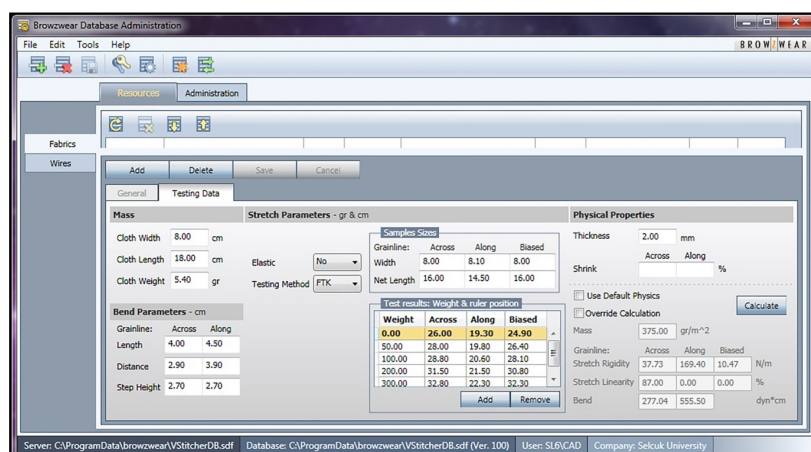 Browzwear Database Administration
File Edit Tools Help
BROWZWEAR
Resources Administration
Fabrics
Wires
Add Delete Save Cancel
General Testing Data
Mass
Cloth Width 8.00 cm
Cloth Length 18.00 cm
Cloth Weight 5.40 gr
Bend Parameters - cm
Grainline: Across Along
Length 4.00 4.50
Distance 2.90 3.90
Step Height 2.70 2.70
Stretch Parameters - gr & cm
Elastic No
Testing Method FTK
Samples Sizes
Grainline: Across Along Biased
Width 8.00 8.10 8.00
Net Length 16.00 14.50 16.00
Test results: Weight & ruler position
Weight Across Along Biased
0.00 26.00 19.30 24.90
50.00 28.00 19.80 26.40
100.00 28.80 20.60 28.10
200.00 31.50 21.50 30.80
300.00 32.80 22.30 32.30
Add Remove
Physical Properties
Thickness 2.00 mm
Across Along
Shrink %
Use Default Physics
Override Calculation
Calculate
Mass 375.00 gr/m^2
Grainline: Across Along Biased
Stretch Rigidity 37.73 169.40 10.47 N/m
Stretch Linearity 87.00 0.00 0.00 %
Bend 277.04 555.50 dyn*cm
Server: C:\ProgramData\browzwear\VStitcherDB.sdf Database: C:\ProgramData\browzwear\VStitcherDB.sdf (Ver. 100) User: SL6\CAD Company: Selcuk University